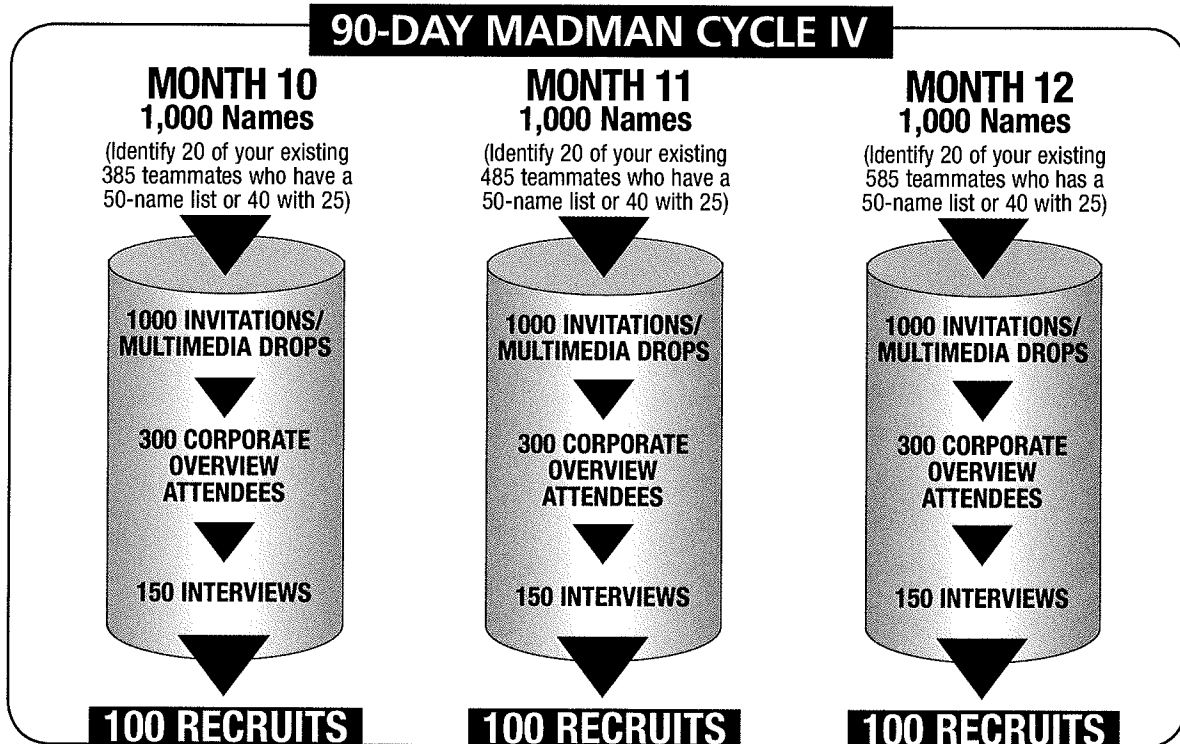 90-DAY MADMAN CYCLE IV
MONTH 10
1,000 Names
(Identify 20 of your existing
385 teammates who have a
50-name list or 40 with 25)
1000 INVITATIONS/
MULTIMEDIA DROPS
300 CORPORATE
OVERVIEW
ATTENDEES
150 INTERVIEWS
100 RECRUITS
MONTH 11
1,000 Names
(Identify 20 of your existing
485 teammates who have a
50-name list or 40 with 25)
1000 INVITATIONS/
MULTIMEDIA DROPS
300 CORPORATE
OVERVIEW
ATTENDEES
150 INTERVIEWS
100 RECRUITS
MONTH 12
1,000 Names
(Identify 20 of your existing
585 teammates who has a
50-name list or 40 with 25)
1000 INVITATIONS/
MULTIMEDIA DROPS
300 CORPORATE
OVERVIEW
ATTENDEES
150 INTERVIEWS
100 RECRUITS